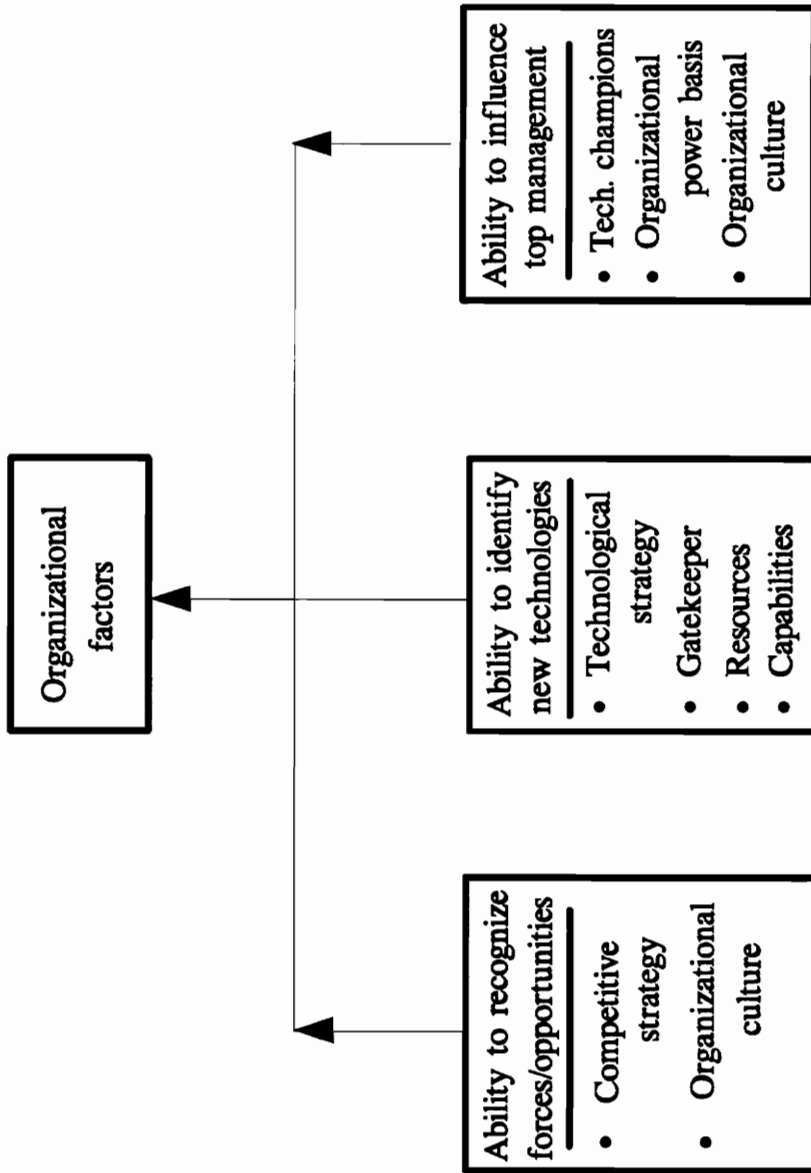 Organizational
factors
Ability to recognize
forces/opportunities
• Competitive
strategy
• Organizational
culture
Ability to identify
new technologies
• Technological
strategy
• Gatekeeper
• Resources
• Capabilities
Ability to influence
top management
• Tech. champions
• Organizational
power basis
• Organizational
culture